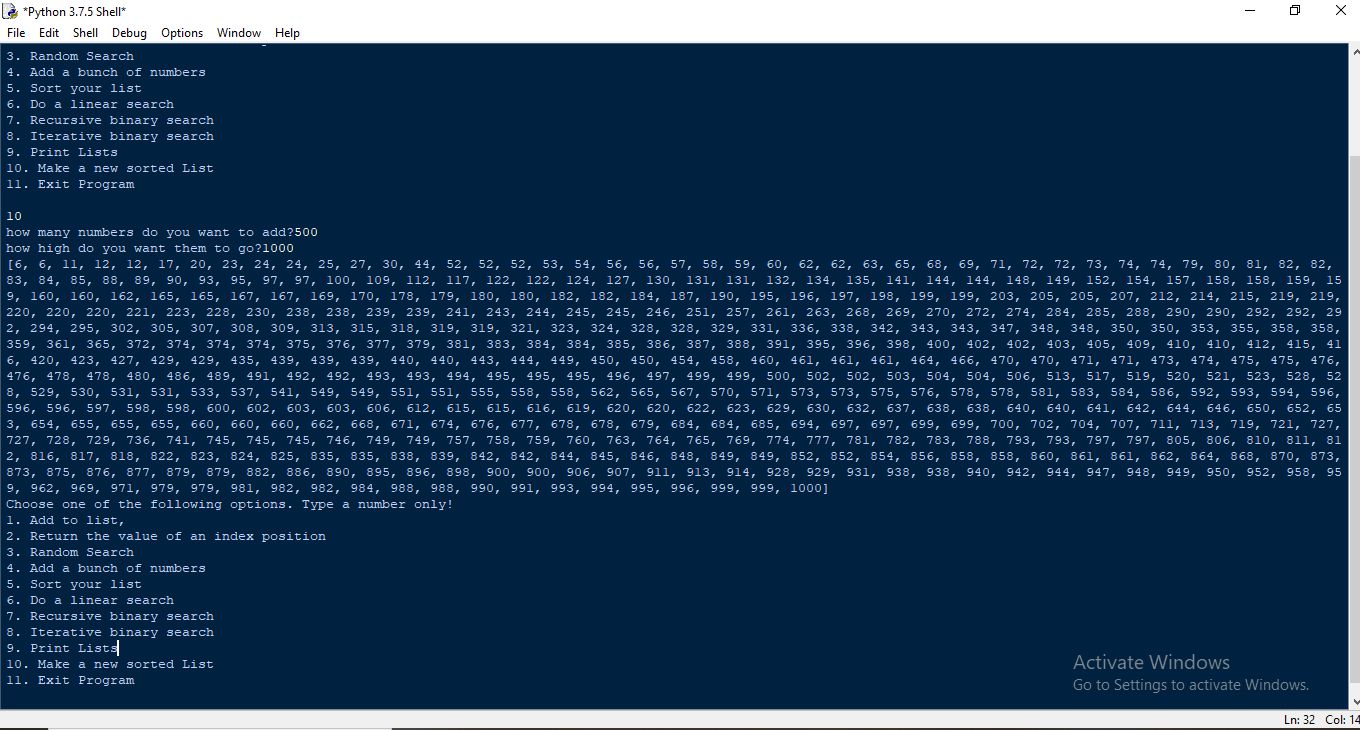 *Python 3.7.5 Shell*
File Edit Shell Debug Options Window Help
3. Random Search
4. Add a bunch of numbers
5. Sort your list
6. Do a linear search
7. Recursive binary search
8. Iterative binary search
9. Print Lists
10. Make a new sorted List
11. Exit Program
10
how many numbers do you want to add?500
how high do you want them to go?1000
[6, 6, 11, 12, 12, 17, 20, 23, 24, 24, 25, 27, 30, 44, 52, 52, 52, 53, 54, 56, 56, 57, 58, 59, 60, 62, 62, 63, 65, 68, 69, 71, 72, 72, 73, 74, 74, 79, 80, 81, 82, 82,
83, 84, 85, 88, 89, 90, 93, 95, 97, 97, 100, 109, 112, 117, 122, 122, 124, 127, 130, 131, 131, 132, 134, 135, 141, 144, 144, 148, 149, 152, 154, 157, 158, 158, 159, 15
9, 160, 160, 162, 165, 165, 167, 167, 169, 170, 178, 179, 180, 180, 182, 182, 184, 187, 190, 195, 196, 197, 198, 199, 199, 203, 205, 205, 207, 212, 214, 215, 219, 219,
220, 220, 220, 221, 223, 228, 230, 238, 238, 239, 239, 241, 243, 244, 245, 245, 246, 251, 257, 261, 263, 268, 269, 270, 272, 274, 284, 285, 288, 290, 290, 292, 292, 29
2, 294, 295, 302, 305, 307, 308, 309, 313, 315, 318, 319, 319, 321, 323, 324, 328, 328, 329, 331, 336, 338, 342, 343, 343, 347, 348, 348, 350, 350, 353, 355, 358, 358,
359, 361, 365, 372, 374, 374, 374, 375, 376, 377, 379, 381, 383, 384, 384, 385, 386, 387, 388, 391, 395, 396, 398, 400, 402, 402, 403, 405, 409, 410, 410, 412, 415, 41
6, 420, 423, 427, 429, 429, 435, 439, 439, 439, 440, 440, 443, 444, 449, 450, 450, 454, 458, 460, 461, 461, 461, 464, 466, 470, 470, 471, 471, 473, 474, 475, 475, 476,
476, 478, 478, 480, 486, 489, 491, 492, 492, 493, 493, 494, 495, 495, 495, 496, 497, 499, 499, 500, 502, 502, 503, 504, 504, 506, 513, 517, 519, 520, 521, 523, 528, 52
8, 529, 530, 531, 531, 533, 537, 541, 549, 549, 551, 551, 555, 558, 558, 562, 565, 567, 570, 571, 573, 573, 575, 576, 578, 578, 581, 583, 584, 586, 592, 593, 594, 596,
596, 596, 597, 598, 598, 600, 602, 603, 603, 606, 612, 615, 615, 616, 619, 620, 620, 622, 623, 629, 630, 632, 637, 638, 638, 640, 640, 641, 642, 644, 646, 650, 652, 65
3, 654, 655, 655, 655, 660, 660, 660, 662, 668, 671, 674, 676, 677, 678, 678, 679, 684, 684, 685, 694, 697, 697, 699, 699, 700, 702, 704, 707, 711, 713, 719, 721, 727,
727, 728, 729, 736, 741, 745, 745, 745, 746, 749, 749, 757, 758, 759, 760, 763, 764, 765, 769, 774, 777, 781, 782, 783, 788, 793, 793, 797, 797, 805, 806, 810, 811, 81
2, 816, 817, 818, 822, 823, 824, 825, 835, 835, 838, 839, 842, 842, 844, 845, 846, 848, 849, 849, 852, 852, 854, 856, 858, 858, 860, 861, 861, 862, 864, 868, 870, 873,
873, 875, 876, 877, 879, 879, 882, 886, 890, 895, 896, 898, 900, 900, 906, 907, 911, 913, 914, 928, 929, 931, 938, 938, 940, 942, 944, 947, 948, 949, 950, 952, 958, 95
9, 962, 969, 971, 979, 979, 981, 982, 982, 984, 988, 988, 990, 991, 993, 994, 995, 996, 999, 999, 1000]
Choose one of the following options. Type a number only!
1. Add to list,
2. Return the value of an index position
3. Random Search
4. Add a bunch of numbers
5. Sort your list
6. Do a linear search
7. Recursive binary search
8. Iterative binary search
9. Print Lists
10. Make a new sorted List
11. Exit Program
Activate Windows
Go to Settings to activate Windows.
Ln: 32 Col: 14